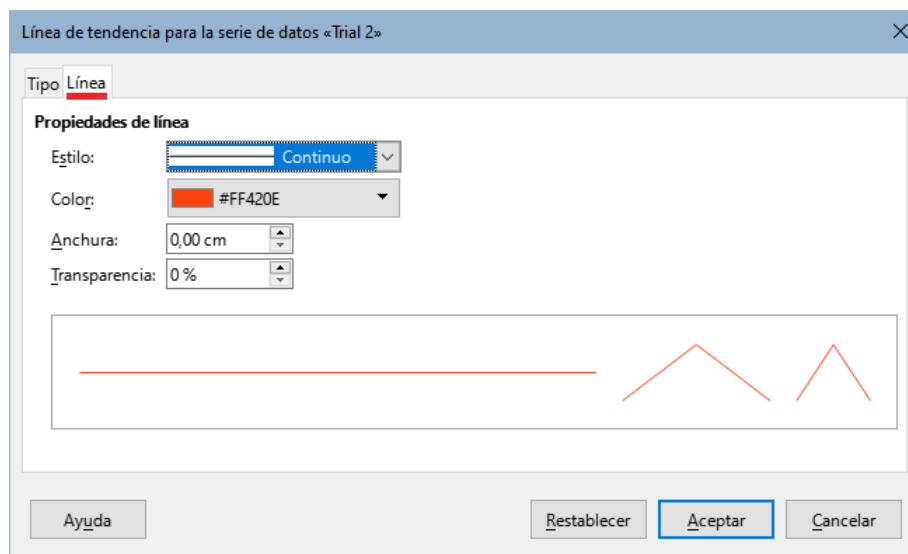 Línea de tendencia para la serie de datos «Trial 2»
Tipo Línea
Propiedades de línea
Estilo: Continuo
Color: #FF420E
Anchura: 0,00 cm
Transparencia: 0 %
Ayuda Restablecer Aceptar Cancelar